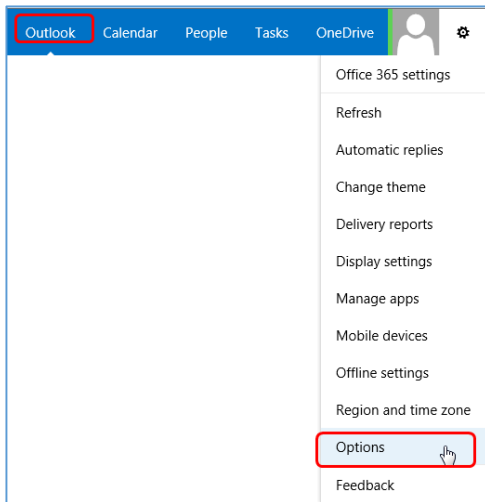 Outlook Calendar People Tasks OneDrive
Office 365 settings
Refresh
Automatic replies
Change theme
Delivery reports
Display settings
Manage apps
Mobile devices
Offline settings
Region and time zone
Options
Feedback